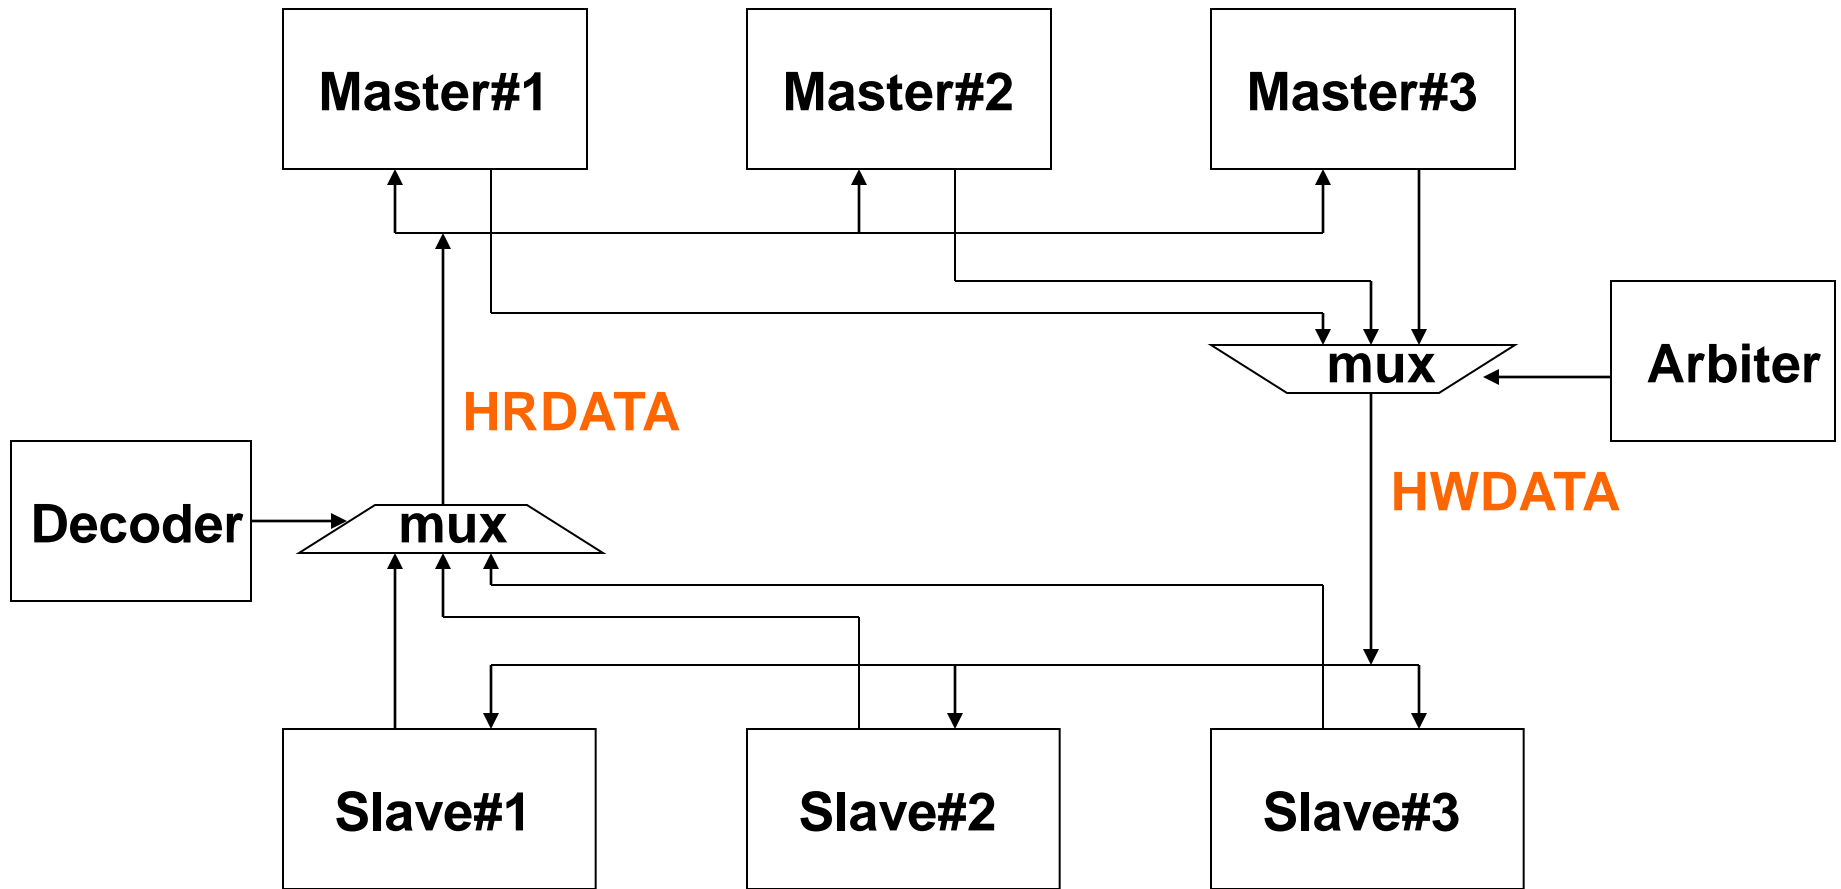 Master#1
Master#2
Master#3
mux
Arbiter
HRDATA
HWDATA
Decoder
mux
Slave#1
Slave#2
Slave#3